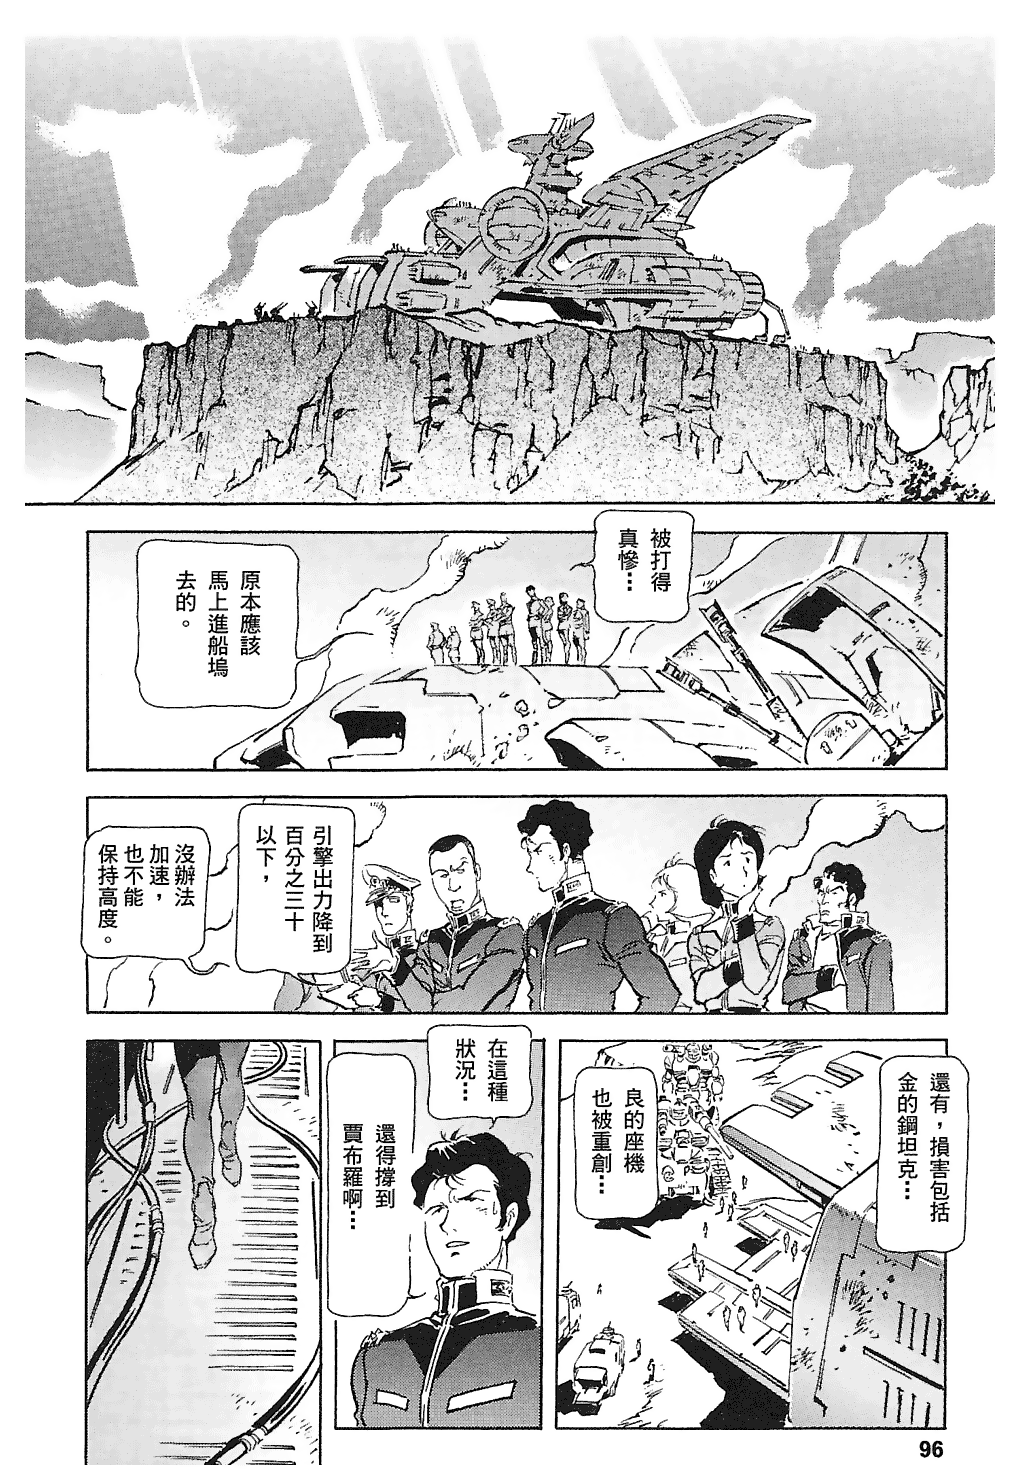 被打得
真慘…
原本應該
馬上進船塢
去的。
引擎出力降到
百分之三十
以下，
沒辦法
加速，
也不能
保持高度。
還有，損害包括
金的鋼坦克…
良的座機
也被重創…
在這種
狀況…
還得撐到
賈布羅啊…
96